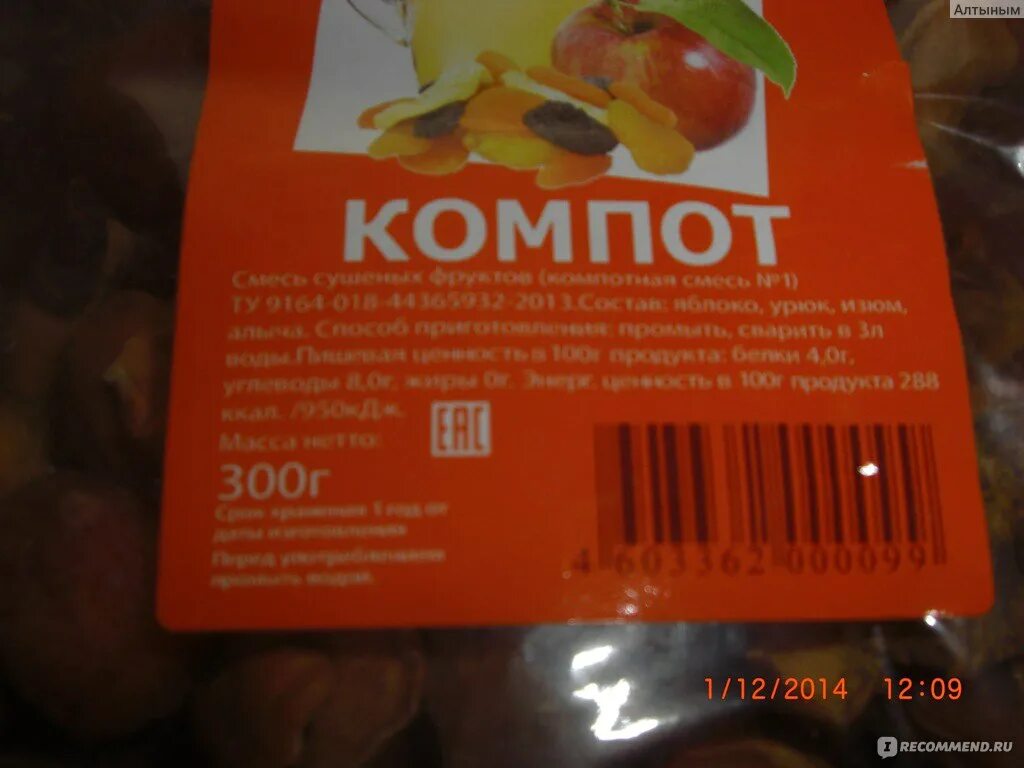 Алтыным
КОМПОТ
Смесь сушеных фруктов (компотная смесь №1)
ТУ 9164-018-44365932-2013.Состав: яблоко, урюк, изюм,
алыча. Способ приготовления: промыть, сварить в 3л
воды.Пищевая ценность в 100г продукта: белки 4,0г,
углеводы 8,0г, жиры 0г. Энерг. ценность в 100г продукта 288
ккал. /950кДж.
Масса нетто:
EAC
300г
Срок хранения 1 год от
даты изготовления
Перед употреблением
промыть водой.
4 603362 000099
1/12/2014 12:09
IRECOMMEND.RU